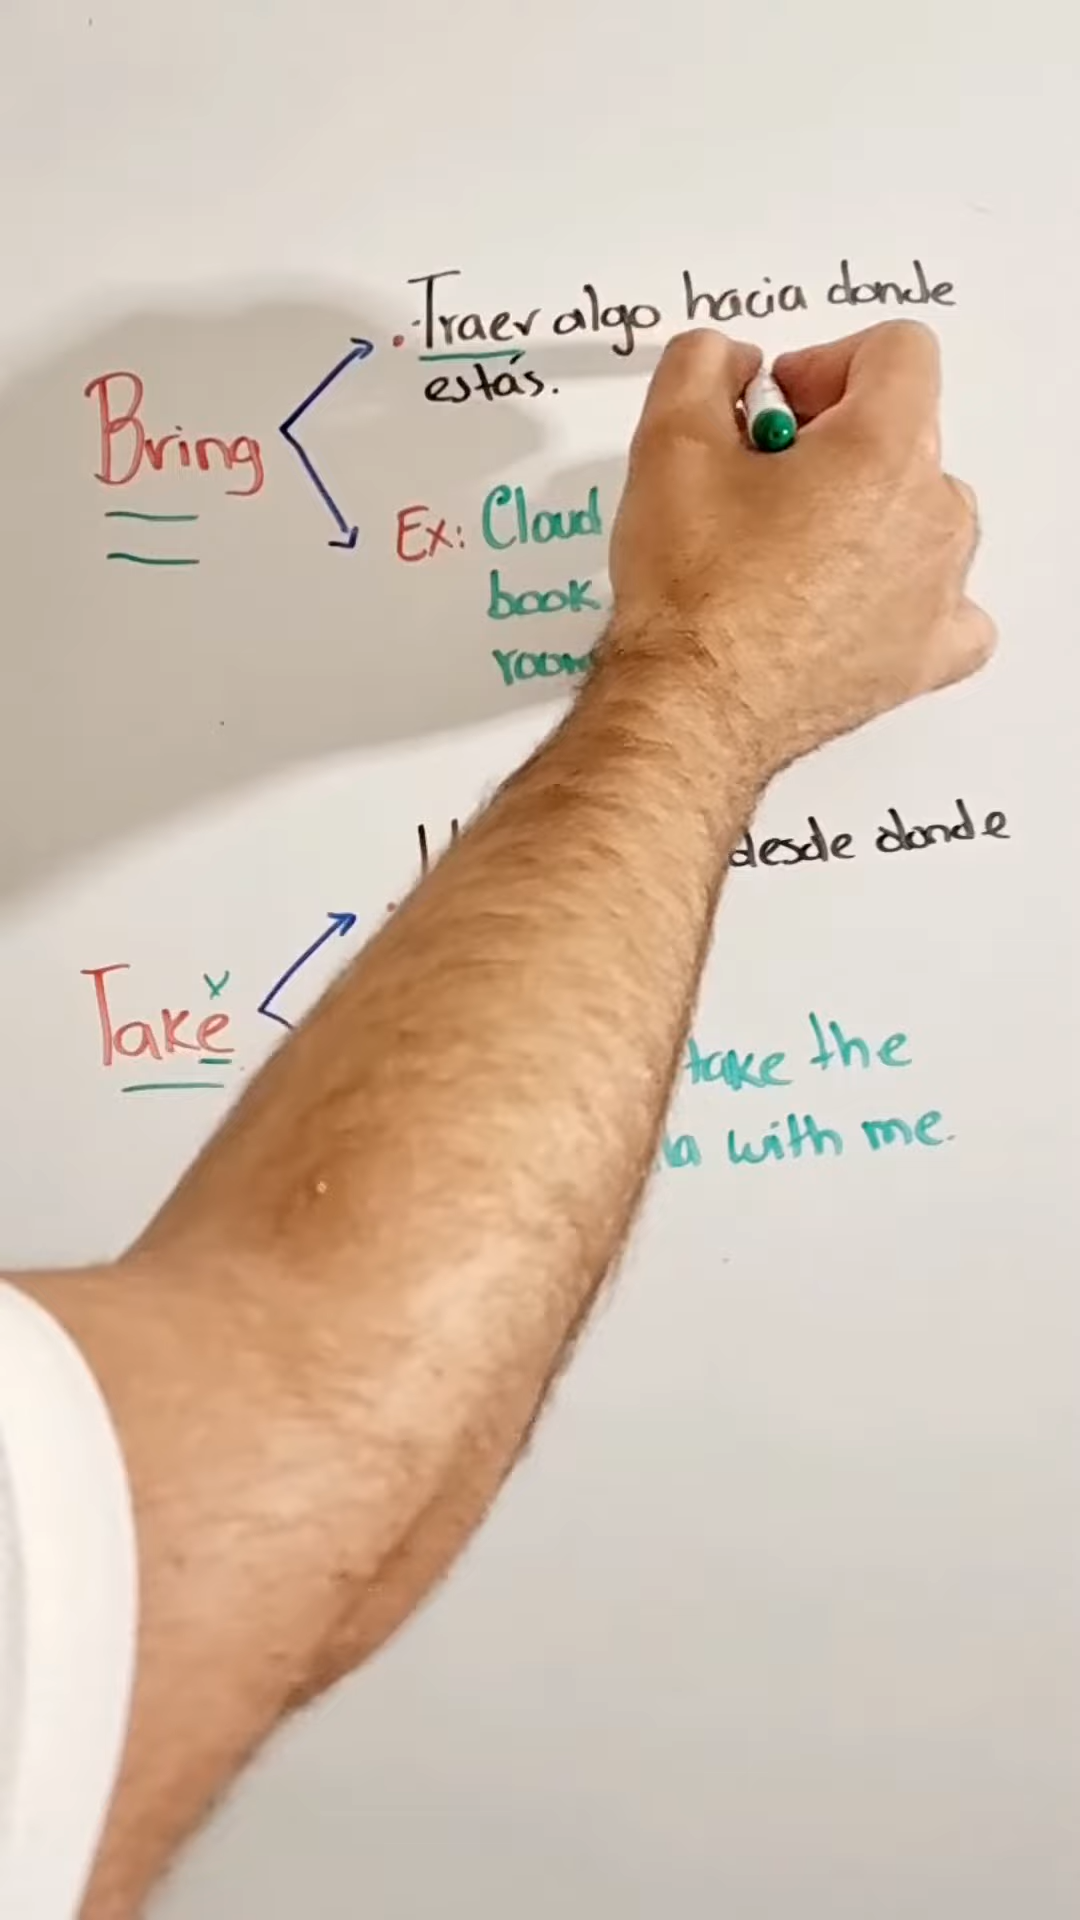 Bring
. Traer algo hacia donde
estás.
Ex: Cloud
book
room
desde donde
Take
take the
with me.